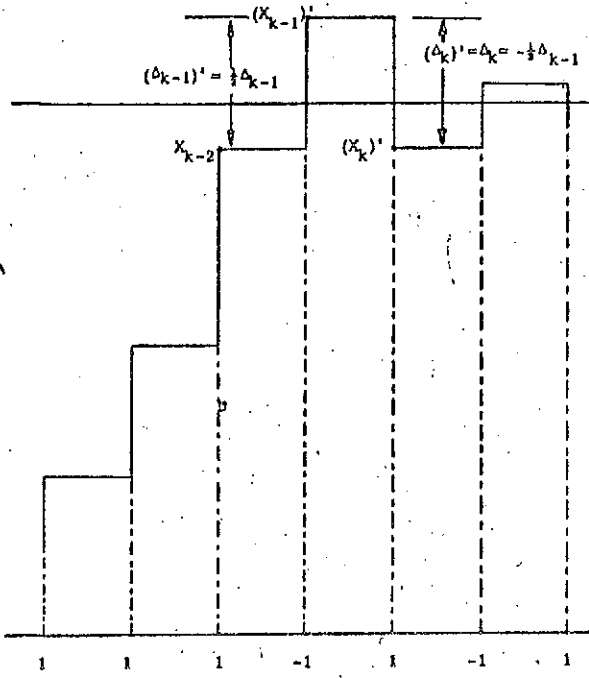 (X_{k-1})'
(Δ_{k-1})' = ½Δ_{k-1}
(Δ_k)' = Δ_k = -½Δ_{k-1}
X_{k-2}
(X_k)'
1 1 1 -1 1 -1 1